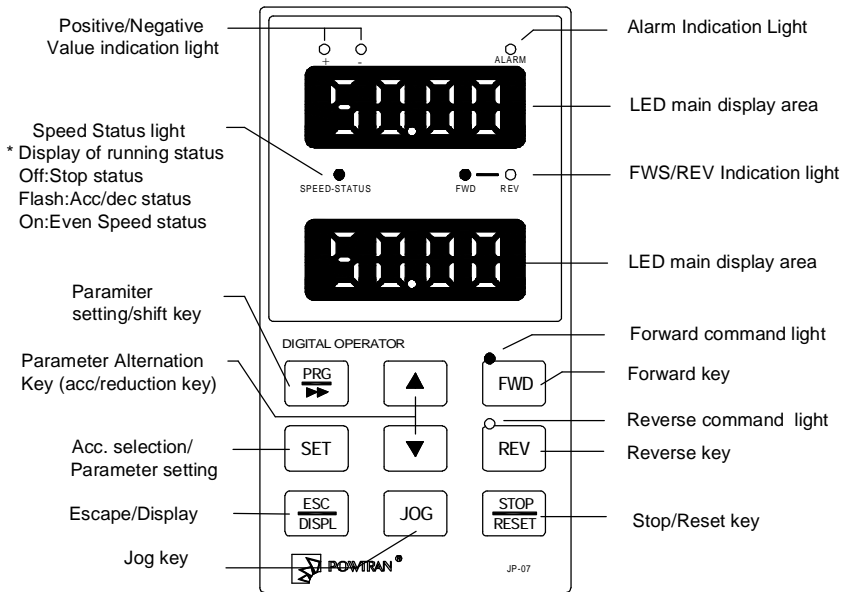 Positive/Negative
Value indication light
+ -
ALARM
Alarm Indication Light
50.00
LED main display area
Speed Status light
* Display of running status
Off:Stop status
Flash:Acc/dec status
On:Even Speed status
SPEED-STATUS
FWD
REV
FWS/REV Indication light
50.00
LED main display area
Paramiter
setting/shift key
DIGITAL OPERATOR
Forward command light
Parameter Alternation
Key (acc/reduction key)
PRG
FWD
Forward key
Reverse command light
Acc. selection/
Parameter setting
SET
REV
Reverse key
Escape/Display
ESC
DISPL
JOG
STOP
RESET
Stop/Reset key
Jog key
POWTRAN ®
JP-07